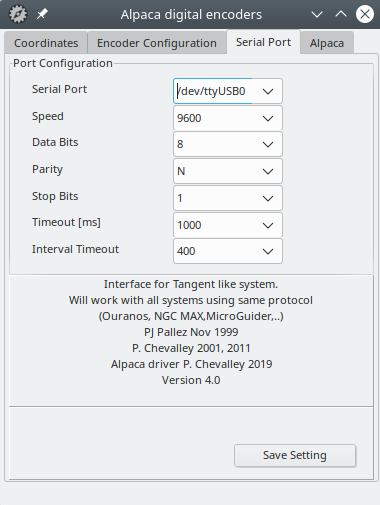 Alpaca digital encoders
Coordinates Encoder Configuration Serial Port Alpaca
Port Configuration
Serial Port /dev/ttyUSB0
Speed 9600
Data Bits 8
Parity N
Stop Bits 1
Timeout [ms] 1000
Interval Timeout 400
Interface for Tangent like system.
Will work with all systems using same protocol
(Ouranos, NGC MAX,MicroGuider,..)
PJ Pallez Nov 1999
P. Chevalley 2001, 2011
Alpaca driver P. Chevalley 2019
Version 4.0
Save Setting